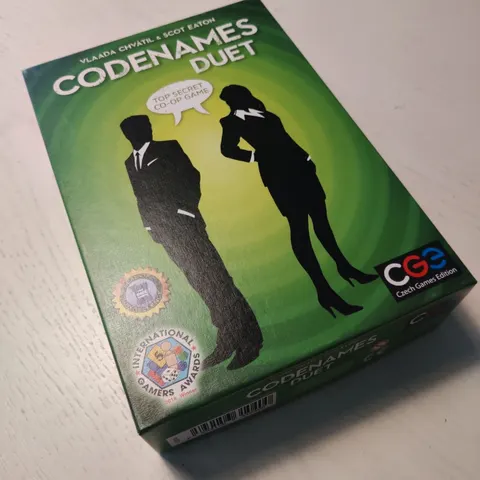 VLAADA CHVÁTIL & SCOT EATON
CODENAMES
DUET
TOP SECRET
CO-OP GAME
CGE
Czech Games Edition
INTERNATIONAL
GAMERS AWARDS
CODENAMES
DUET